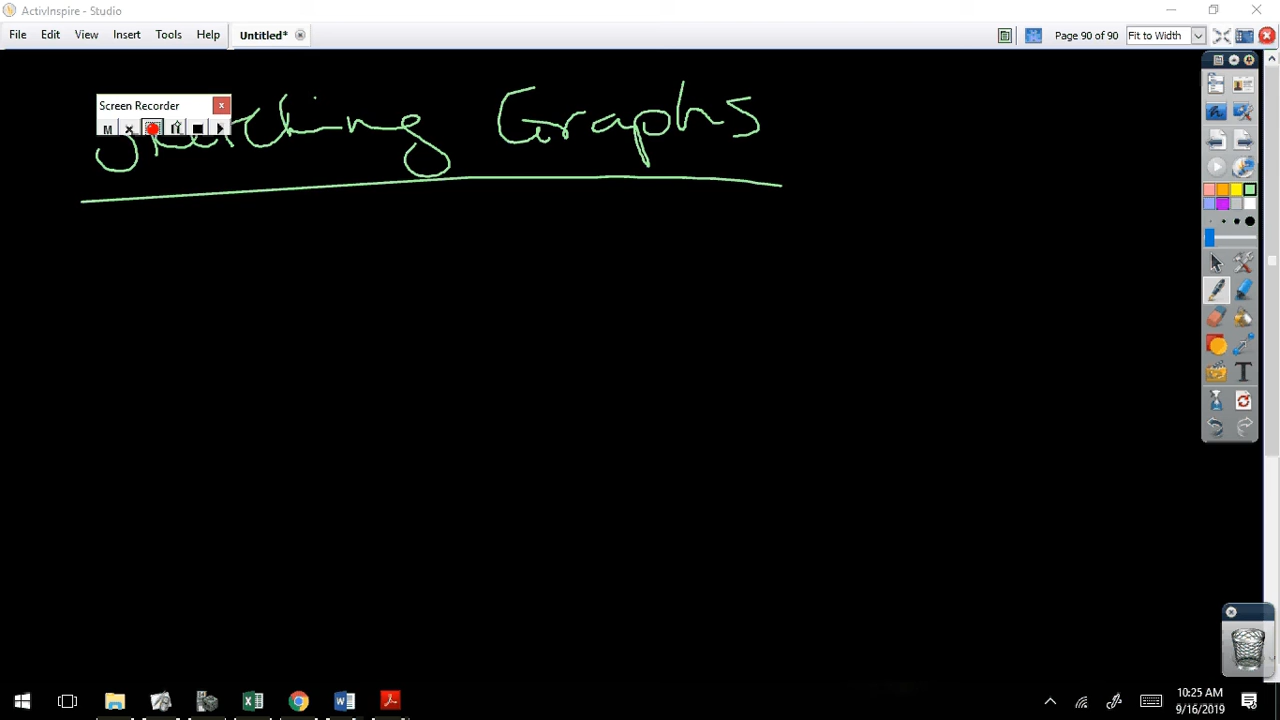 ActivInspire - Studio
File Edit View Insert Tools Help Untitled* Page 90 of 90 Fit to Width
Screen Recorder
M
Sketching Graphs
T
10:25 AM
9/16/2019